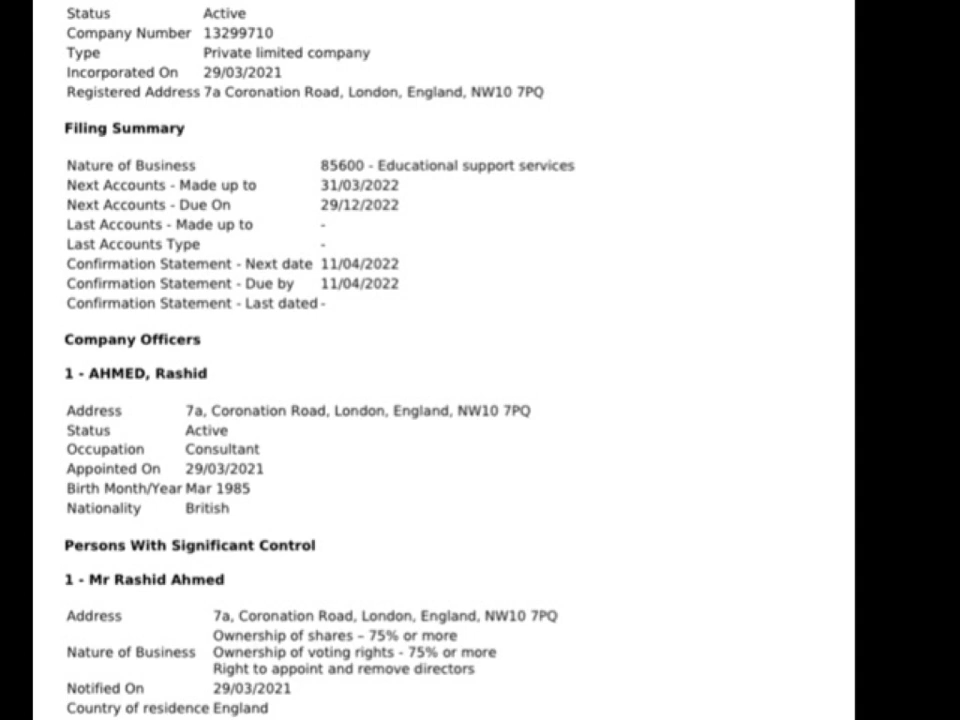 Status Active
Company Number 13299710
Type Private limited company
Incorporated On 29/03/2021
Registered Address 7a Coronation Road, London, England, NW10 7PQ
Filing Summary
Nature of Business 85600 - Educational support services
Next Accounts - Made up to 31/03/2022
Next Accounts - Due On 29/12/2022
Last Accounts - Made up to -
Last Accounts Type -
Confirmation Statement - Next date 11/04/2022
Confirmation Statement - Due by 11/04/2022
Confirmation Statement - Last dated -
Company Officers
1 - AHMED, Rashid
Address 7a, Coronation Road, London, England, NW10 7PQ
Status Active
Occupation Consultant
Appointed On 29/03/2021
Birth Month/Year Mar 1985
Nationality British
Persons With Significant Control
1 - Mr Rashid Ahmed
Address 7a, Coronation Road, London, England, NW10 7PQ
Ownership of shares – 75% or more
Nature of Business Ownership of voting rights - 75% or more
Right to appoint and remove directors
Notified On 29/03/2021
Country of residence England